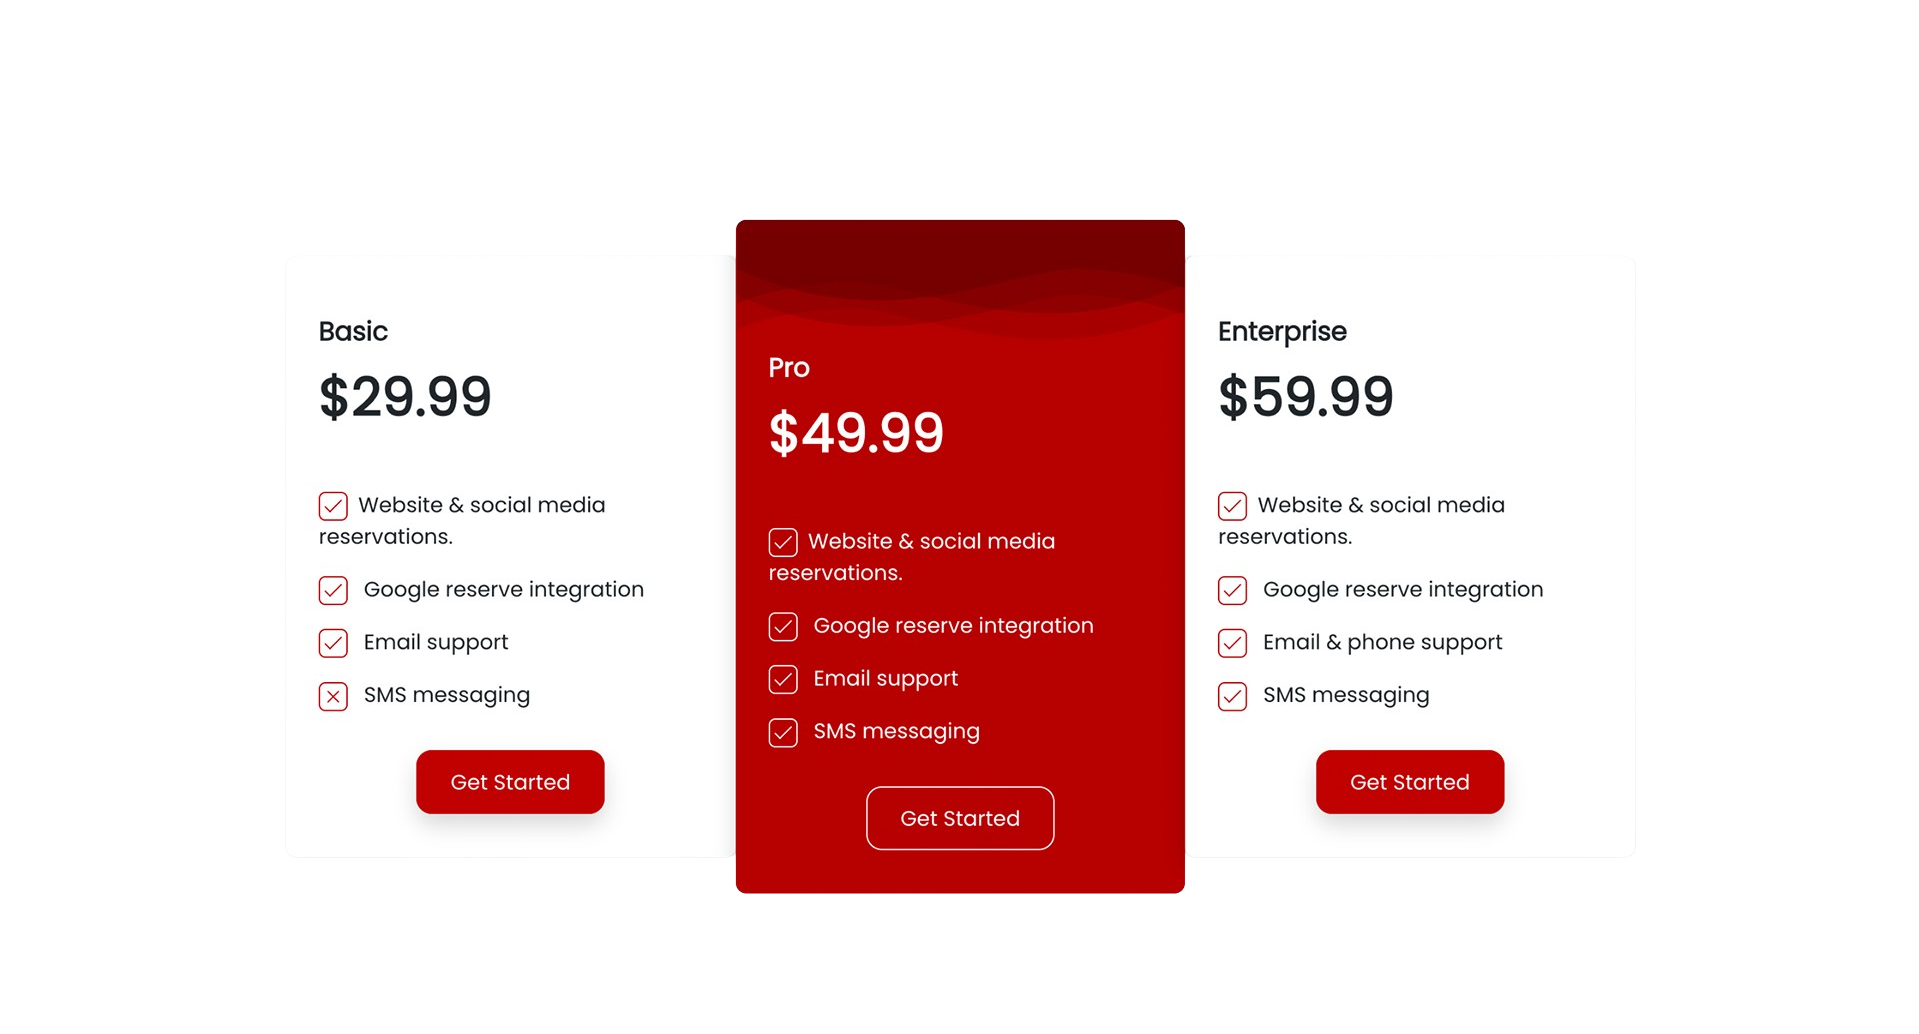 Basic
$29.99
Website & social media
reservations.
Google reserve integration
Email support
SMS messaging
Get Started
Pro
$49.99
Website & social media
reservations.
Google reserve integration
Email support
SMS messaging
Get Started
Enterprise
$59.99
Website & social media
reservations.
Google reserve integration
Email & phone support
SMS messaging
Get Started